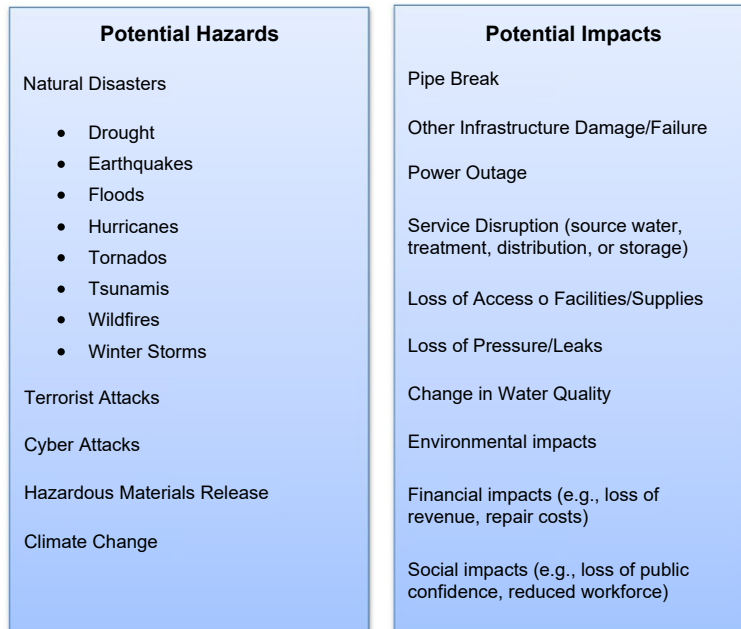 Potential Hazards
Natural Disasters
• Drought
• Earthquakes
• Floods
• Hurricanes
• Tornados
• Tsunamis
• Wildfires
• Winter Storms
Terrorist Attacks
Cyber Attacks
Hazardous Materials Release
Climate Change
Potential Impacts
Pipe Break
Other Infrastructure Damage/Failure
Power Outage
Service Disruption (source water,
treatment, distribution, or storage)
Loss of Access o Facilities/Supplies
Loss of Pressure/Leaks
Change in Water Quality
Environmental impacts
Financial impacts (e.g., loss of
revenue, repair costs)
Social impacts (e.g., loss of public
confidence, reduced workforce)